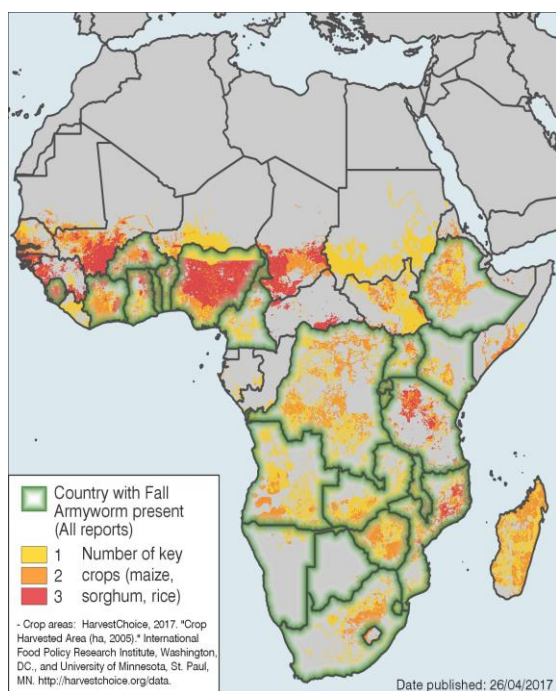 Country with Fall
Armyworm present
(All reports)
1 Number of key
2 crops (maize,
3 sorghum, rice)
- Crop areas: HarvestChoice, 2017. "Crop
Harvested Area (ha, 2005)." International
Food Policy Research Institute, Washington,
DC., and University of Minnesota, St. Paul,
MN. http://harvestchoice.org/data.
Date published: 26/04/2017